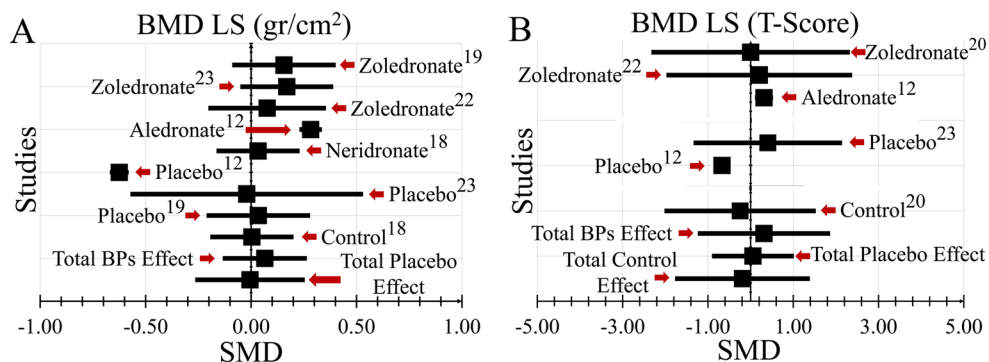 A
BMD LS (gr/cm²)
Studies
Zoledronate¹⁹
Zoledronate²³
Zoledronate²²
Aledronate¹²
Neridronate¹⁸
Placebo¹²
Placebo²³
Placebo¹⁹
Control¹⁸
Total BPs Effect
Total Placebo
Effect
-1.00 0.00 0.50 1.00
SMD
B
BMD LS (T-Score)
Studies
Zoledronate²⁰
Zoledronate²²
Aledronate¹²
Placebo²³
Placebo¹²
Control²⁰
Total BPs Effect
Total Placebo Effect
Total Control
Effect
-5.00 -3.00 -1.00 1.00 3.00 5.00
SMD